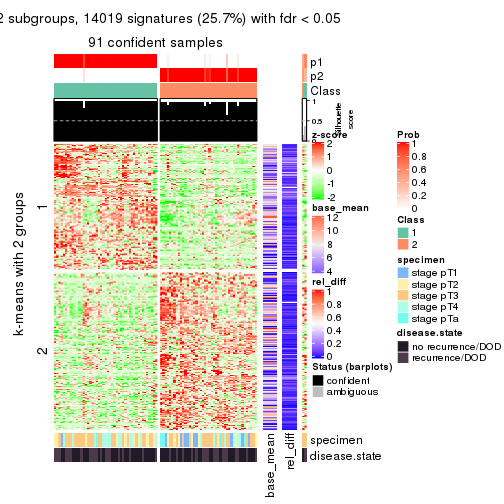 2 subgroups, 14019 signatures (25.7%) with fdr < 0.05
91 confident samples
p1
p2
Class
1
0.5
Silhouette
score
k-means with 2 groups
1
2
z-score
2
1
0
-1
-2
base_mean
12
10
8
6
4
rel_diff
1
0.8
0.6
0.4
0.2
0
Status (barplots)
confident
ambiguous
Prob
1
0.8
0.6
0.4
0.2
0
Class
1
2
specimen
stage pT1
stage pT2
stage pT3
stage pT4
stage pTa
disease.state
no recurrence/DOD
recurrence/DOD
specimen
disease.state
base_mean
rel_diff